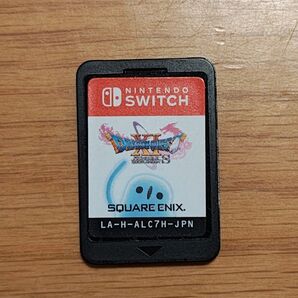 NINTENDO
SWITCH
XI
S
SQUARE ENIX.
LA-H-ALC7H-JPN